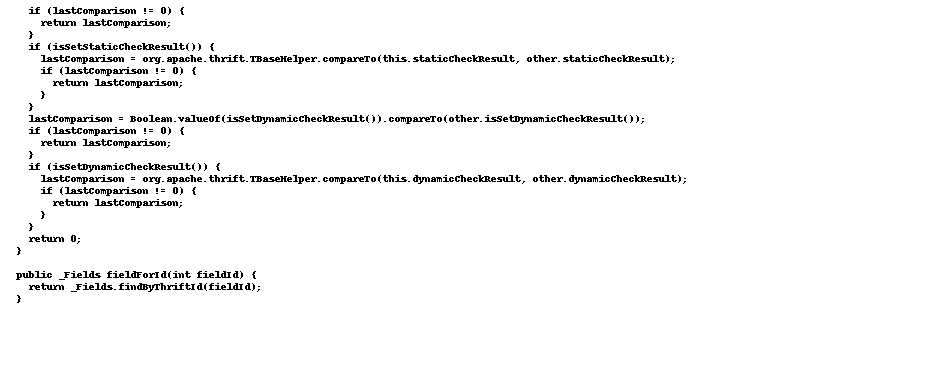 if (lastComparison != 0) {
return lastComparison;
}
if (isSetStaticCheckResult()) {
lastComparison = org.apache.thrift.TBaseHelper.compareTo(this.staticCheckResult, other.staticCheckResult);
if (lastComparison != 0) {
return lastComparison;
}
}
lastComparison = Boolean.valueOf(isSetDynamicCheckResult()).compareTo(other.isSetDynamicCheckResult());
if (lastComparison != 0) {
return lastComparison;
}
if (isSetDynamicCheckResult()) {
lastComparison = org.apache.thrift.TBaseHelper.compareTo(this.dynamicCheckResult, other.dynamicCheckResult);
if (lastComparison != 0) {
return lastComparison;
}
}
return 0;
}
public _Fields fieldForId(int fieldId) {
return _Fields.findByThriftId(fieldId);
}